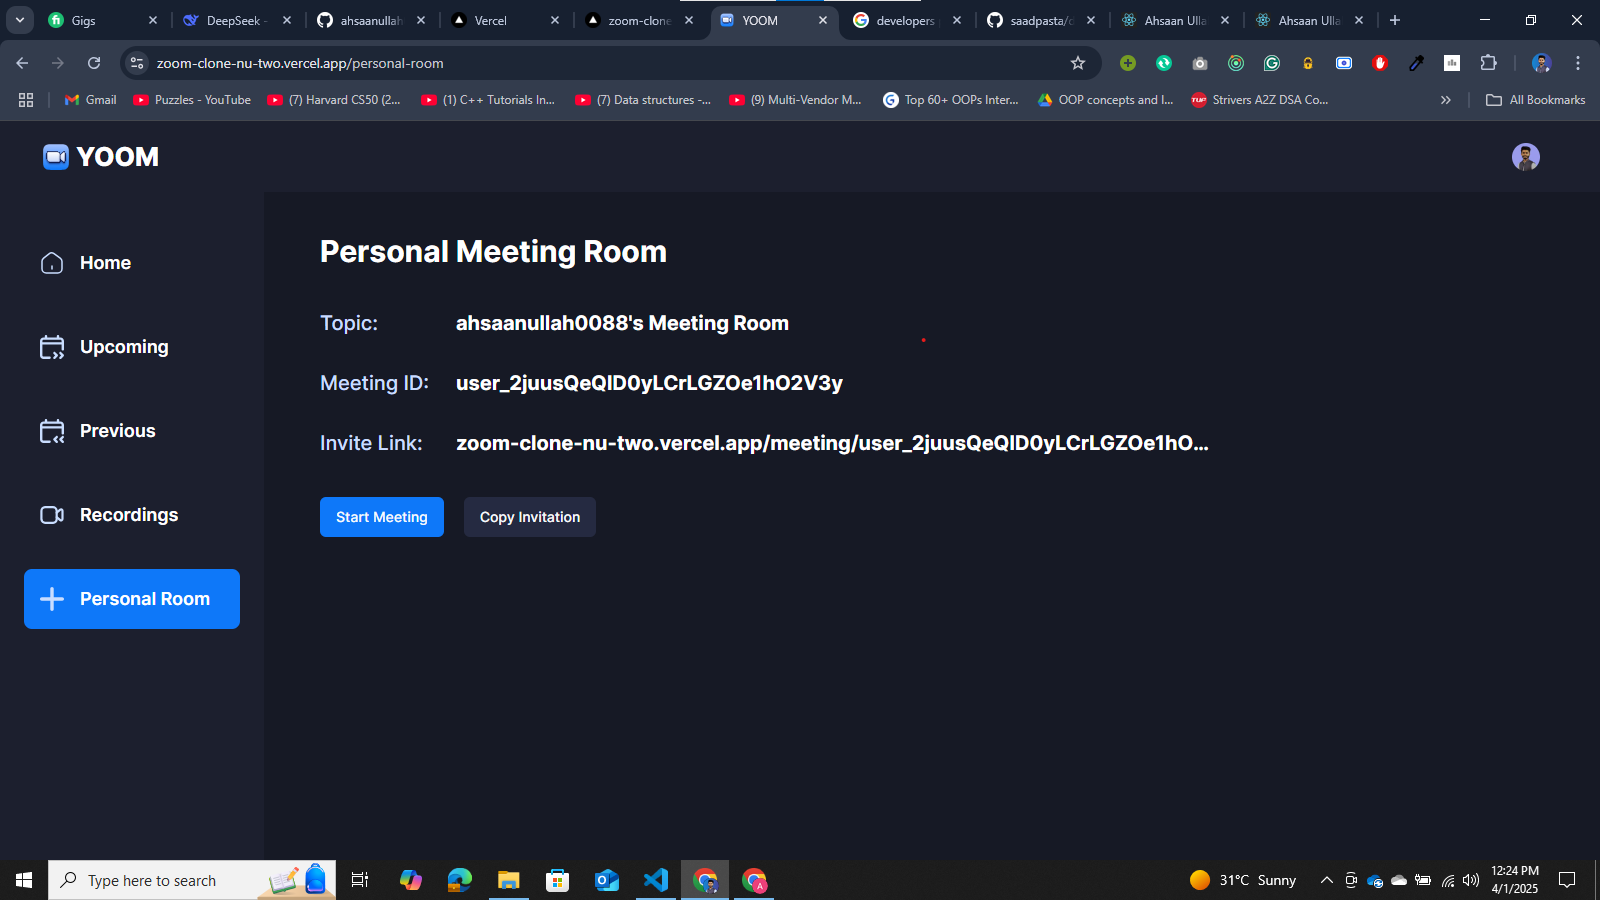 Gigs
DeepSeek -
ahsaanullah
Vercel
zoom-clone
YOOM
developers
saadpasta/d
Ahsaan Ulla
Ahsaan Ulla
zoom-clone-nu-two.vercel.app/personal-room
Gmail
Puzzles - YouTube
(7) Harvard CS50 (2...
(1) C++ Tutorials In...
(7) Data structures -...
(9) Multi-Vendor M...
Top 60+ OOPs Inter...
OOP concepts and I...
Strivers A2Z DSA Co...
All Bookmarks
YOOM
Home
Upcoming
Previous
Recordings
Personal Room
Personal Meeting Room
Topic: ahsaanullah0088's Meeting Room
Meeting ID: user_2juusQeQID0yLCrLGZOe1hO2V3y
Invite Link: zoom-clone-nu-two.vercel.app/meeting/user_2juusQeQID0yLCrLGZOe1hO...
Start Meeting
Copy Invitation
Type here to search
31°C Sunny
12:24 PM
4/1/2025